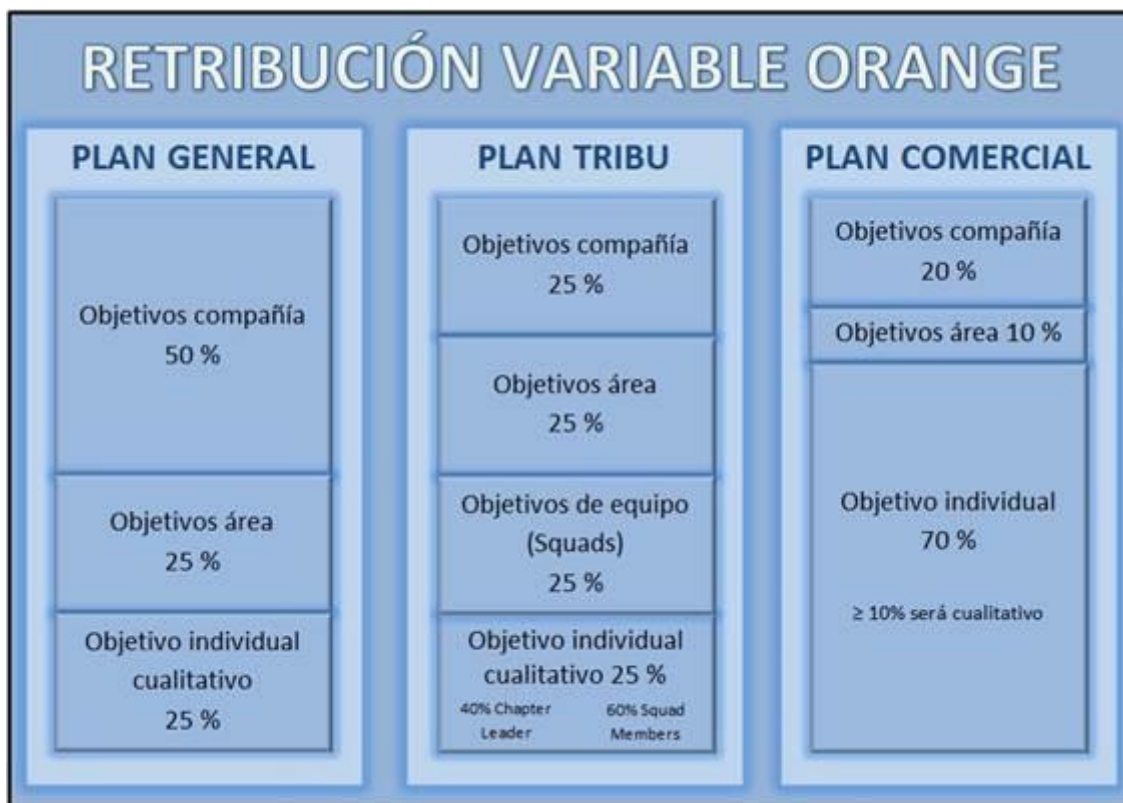 RETRIBUCIÓN VARIABLE ORANGE
PLAN GENERAL
Objetivos compañía
50 %
Objetivos área
25 %
Objetivo individual
cualitativo
25 %
PLAN TRIBU
Objetivos compañía
25 %
Objetivos área
25 %
Objetivos de equipo
(Squads)
25 %
Objetivo individual
cualitativo 25 %
40% Chapter
Leader
60% Squad
Members
PLAN COMERCIAL
Objetivos compañía
20 %
Objetivos área 10 %
Objetivo individual
70 %
≥ 10% será cualitativo